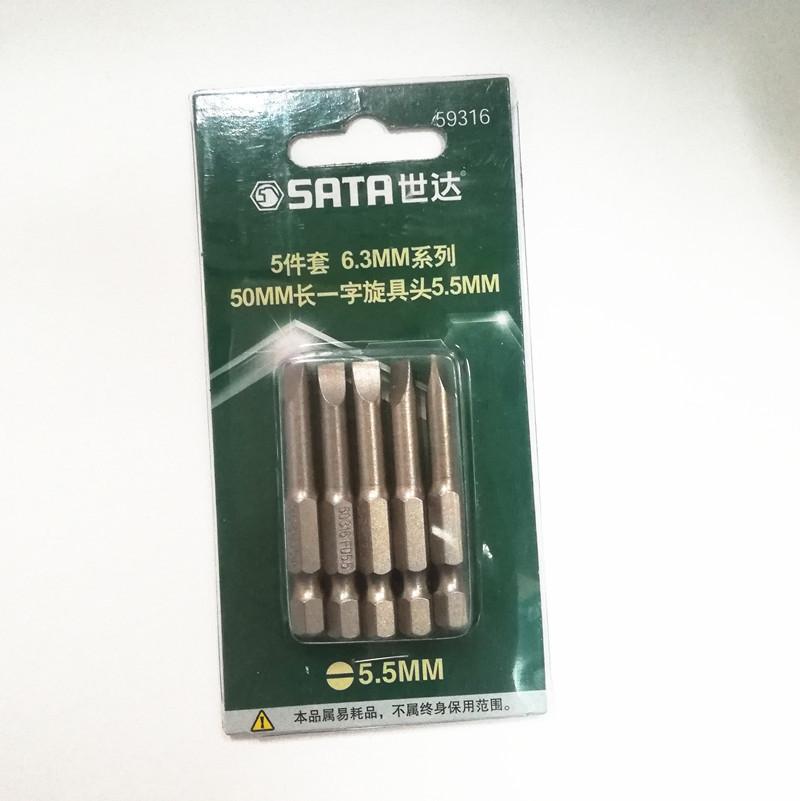 59316
SATA世达®
5件套 6.3MM系列
50MM长一字旋具头5.5MM
5.5MM
本品属易耗品，不属终身保用范围。